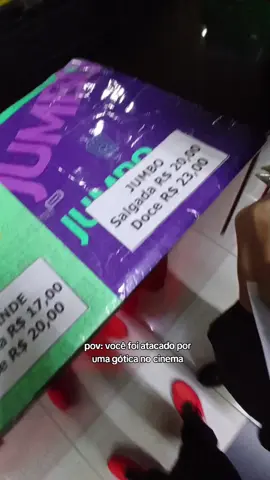 JUMBO
JUMBO
JUMBO
Salgada R$ 20,00
Doce R$ 23,00
NDE
R$ 17,00
R$ 20,00
pov: você foi atacado por
uma gótica no cinema